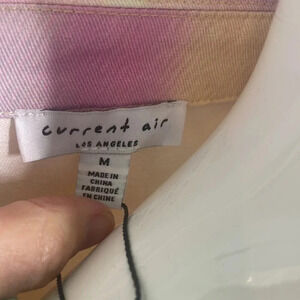 current air
LOS ANGELES
M
MADE IN
CHINA
FABRIQUÉ
EN CHINE